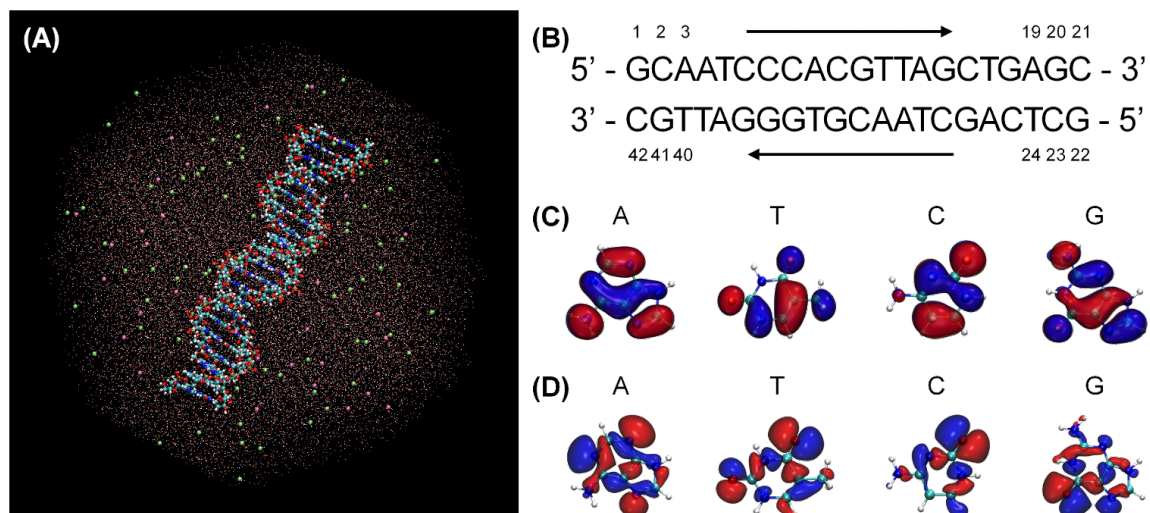 (A)
(B)
1 2 3 19 20 21
5’ - GCAATCCCACGTTAGCTGAGC - 3’
3’ - CGTTAGGGTGCAATCGACTCG - 5’
42 41 40 24 23 22
(C)
A T C G
(D)
A T C G